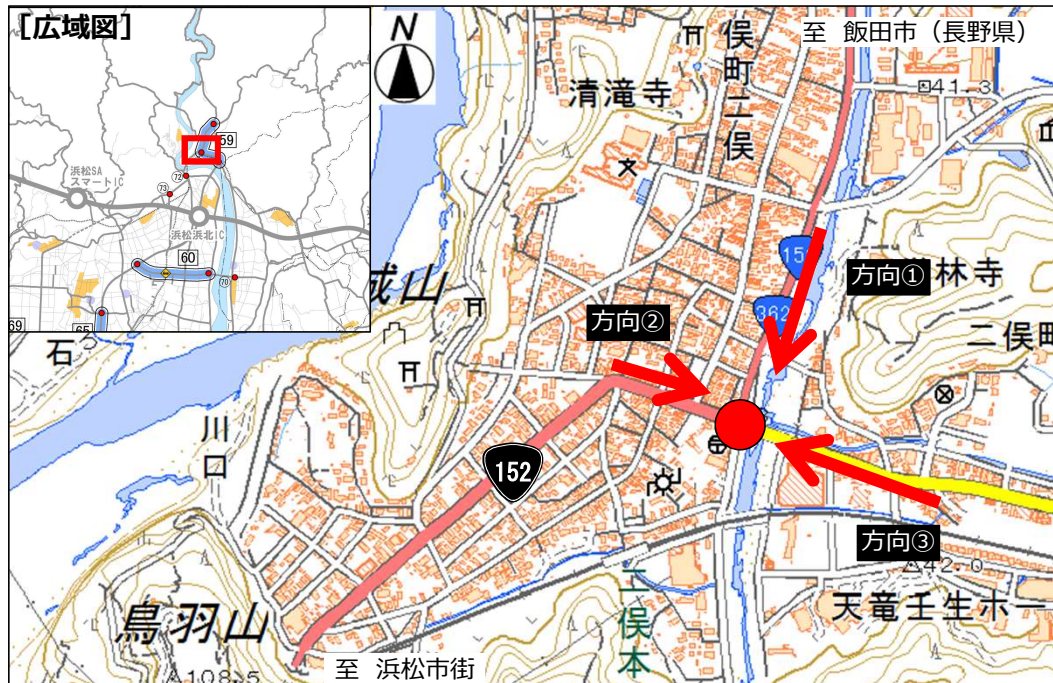 [広域図]
59
浜松SA
スマートIC
72
73
浜松浜北IC
60
70
69
65
N
至 飯田市（長野県）
清滝寺
俣町二俣
41.3
15
362
方向①
林寺
二俣町
城山
方向②
石
川口
152
方向③
42.0
鳥羽山
108.5
二俣本
天竜壬生ホー
至 浜松市街